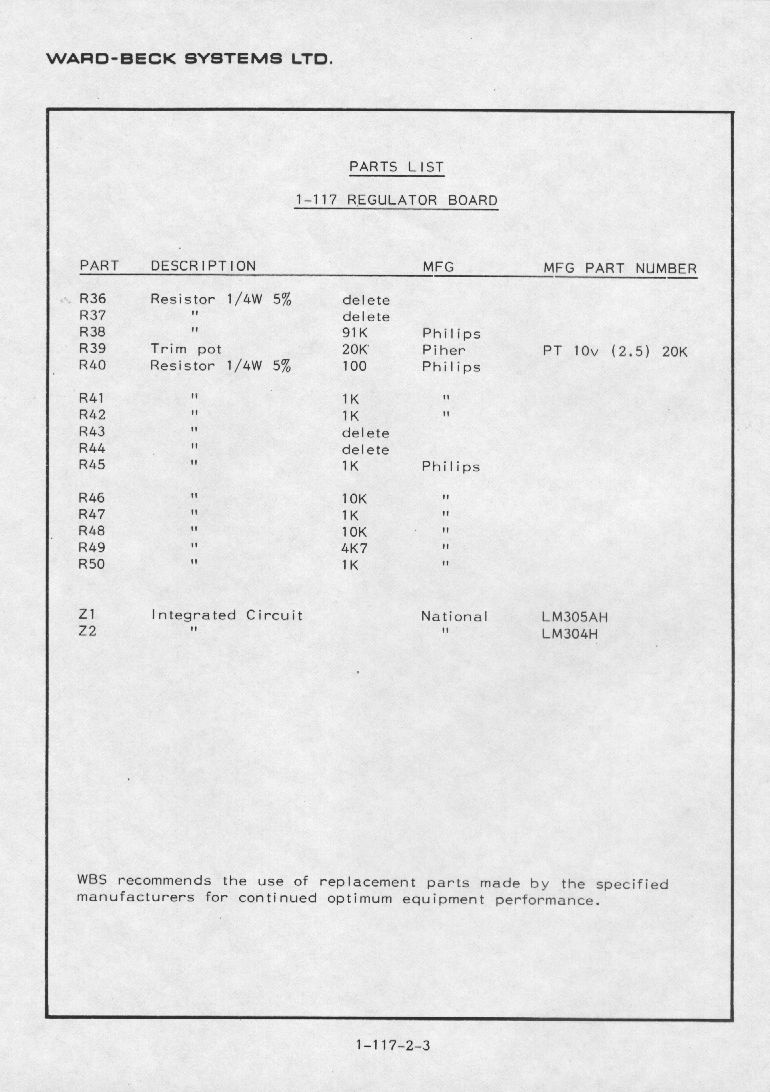 WARD-BECK SYSTEMS LTD.
PARTS LIST
1-117 REGULATOR BOARD
PART DESCRIPTION MFG MFG PART NUMBER
R36 Resistor 1/4W 5% delete
R37 " delete
R38 " 91K Philips
R39 Trim pot 20K Piher PT 10v (2.5) 20K
R40 Resistor 1/4W 5% 100 Philips
R41 " 1K "
R42 " 1K "
R43 " delete
R44 " delete
R45 " 1K Philips
R46 " 10K "
R47 " 1K "
R48 " 10K "
R49 " 4K7 "
R50 " 1K "
Z1 Integrated Circuit National LM305AH
Z2 " " LM304H
WBS recommends the use of replacement parts made by the specified
manufacturers for continued optimum equipment performance.
1-117-2-3